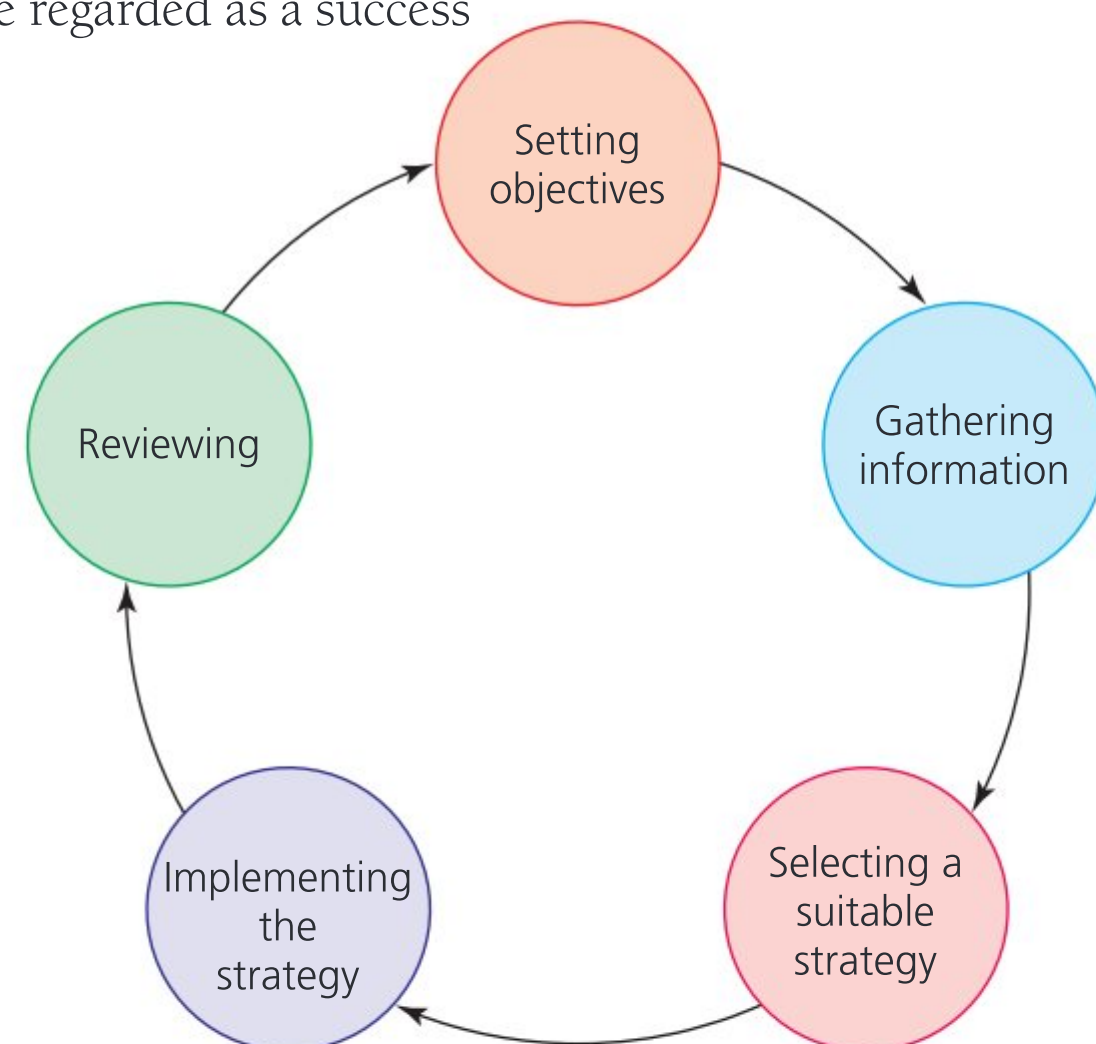 e regarded as a success
Setting
objectives
Gathering
information
Selecting a
suitable
strategy
Implementing
the
strategy
Reviewing